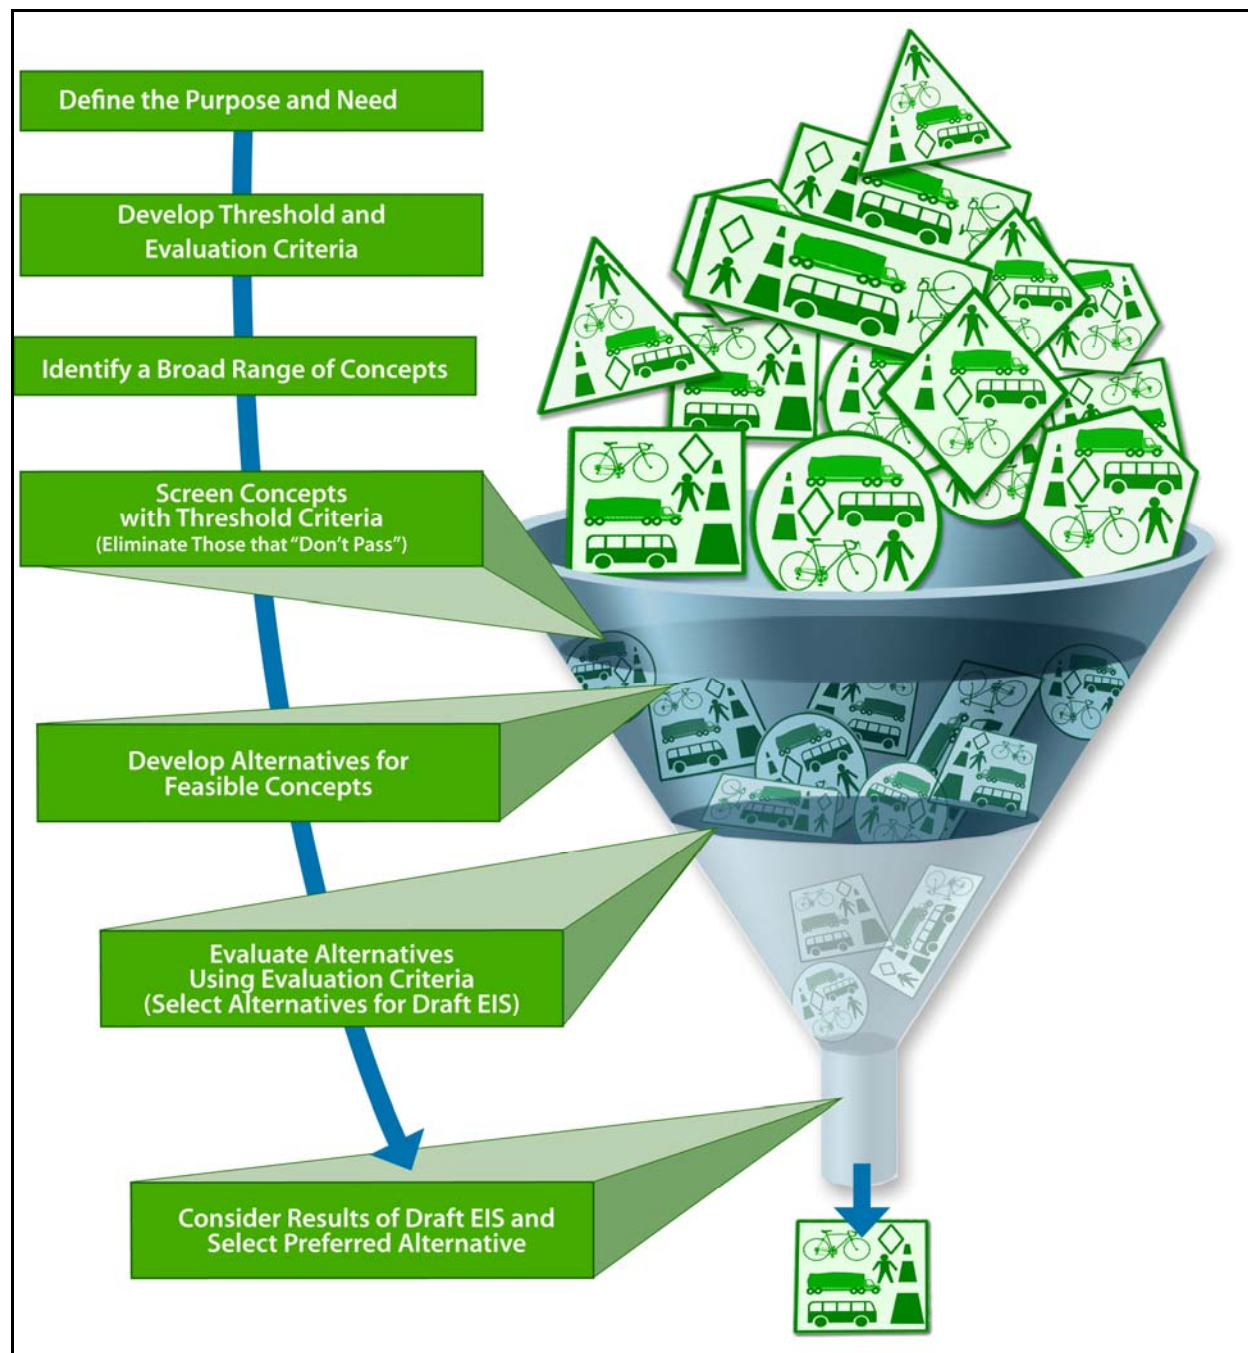 Define the Purpose and Need
Develop Threshold and
Evaluation Criteria
Identify a Broad Range of Concepts
Screen Concepts
with Threshold Criteria
(Eliminate Those that “Don’t Pass”)
Develop Alternatives for
Feasible Concepts
Evaluate Alternatives
Using Evaluation Criteria
(Select Alternatives for Draft EIS)
Consider Results of Draft EIS and
Select Preferred Alternative